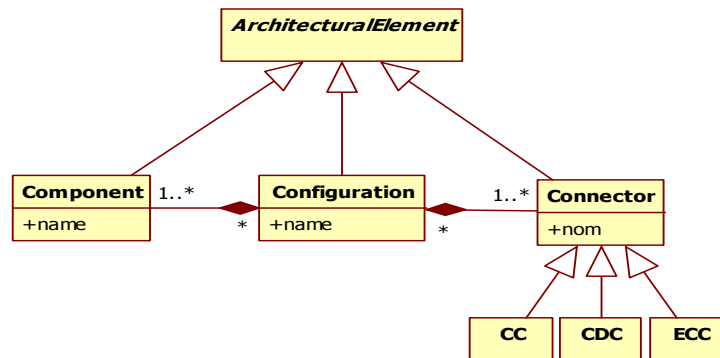 ArchitecturalElement
Component 1..* Configuration 1..* Connector
+name * +name * +nom
CC CDC ECC